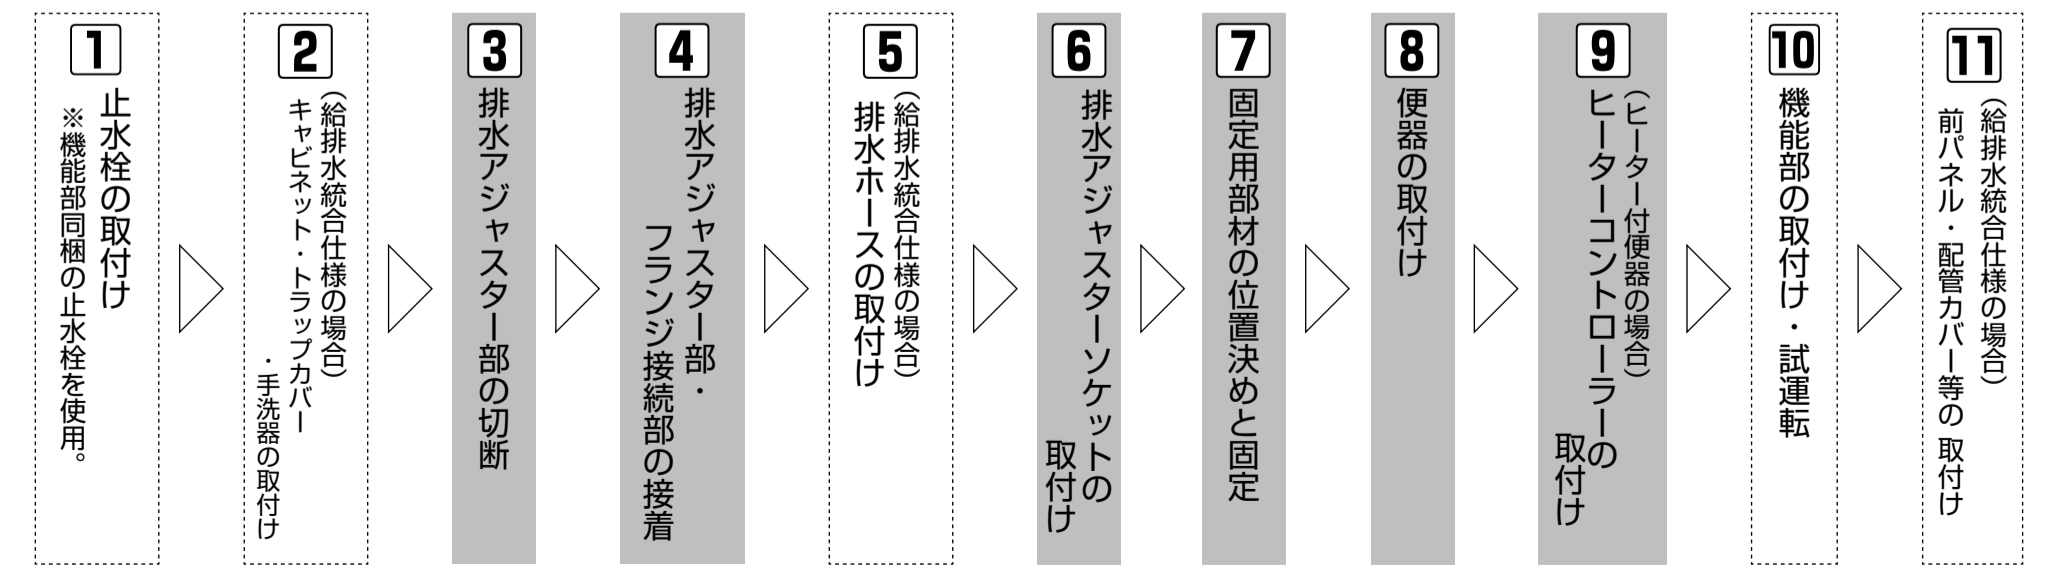 1
止水栓の取付け
※機能部同梱の止水栓を使用。
2
(給排水統合仕様の場合)
キャビネット・トラップカバー
・手洗器の取付け
3
排水アジャスター部の切断
4
排水アジャスター部・
フランジ接続部の接着
5
(給排水統合仕様の場合)
排水ホースの取付け
6
排水アジャスターソケットの
取付け
7
固定用部材の位置決めと固定
8
便器の取付け
9
(ヒーター付便器の場合)
ヒーターコントローラーの
取付け
10
機能部の取付け・試運転
11
(給排水統合仕様の場合)
前パネル・配管カバー等の 取付け